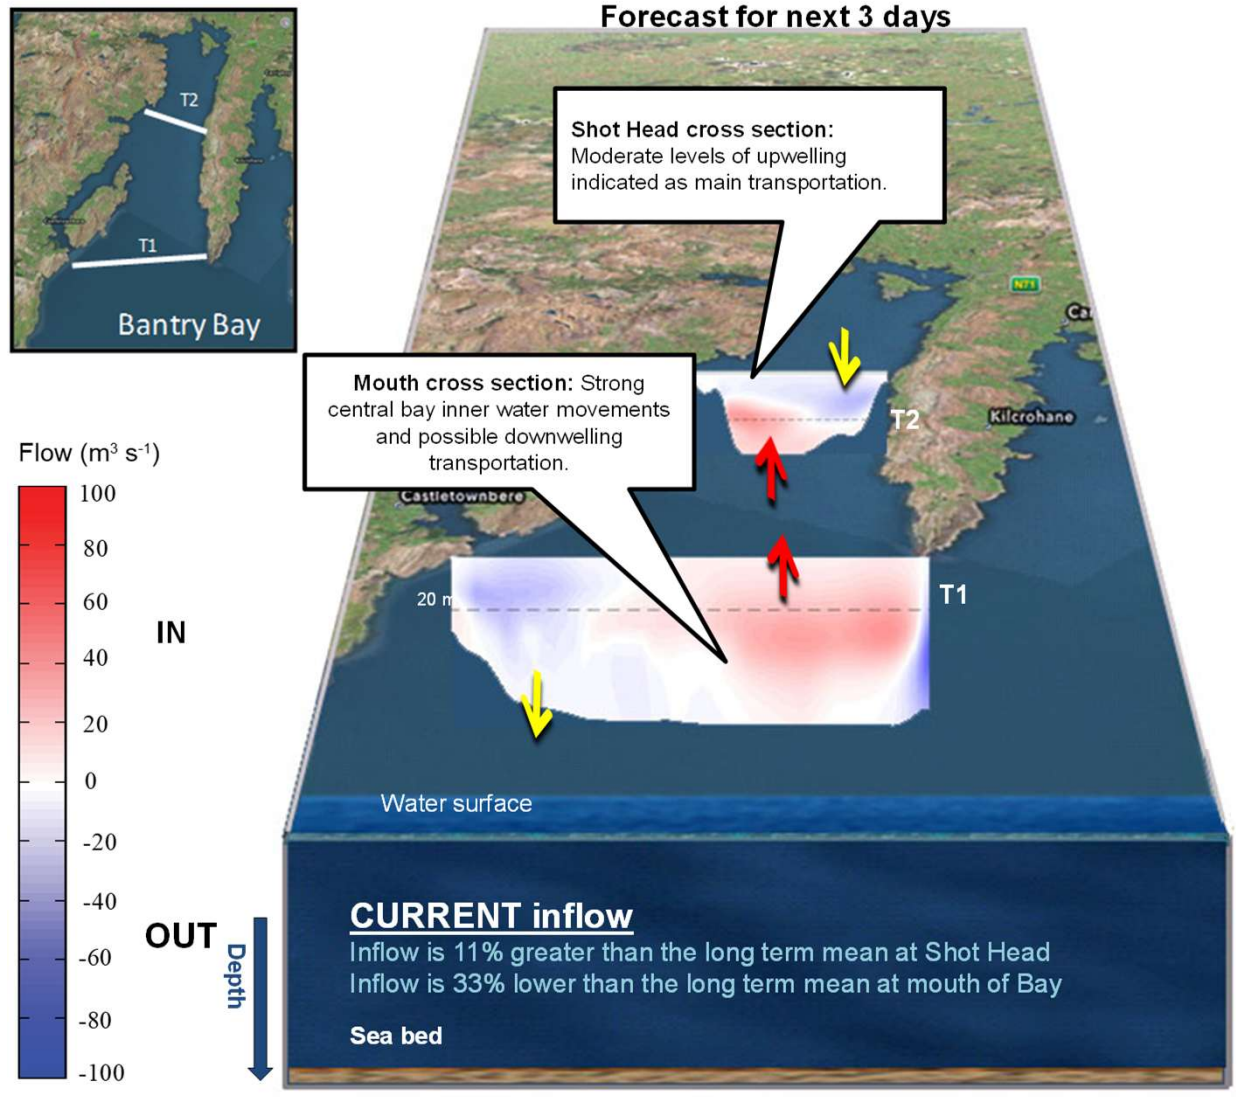 Forecast for next 3 days
T2
T1
Bantry Bay
Shot Head cross section:
Moderate levels of upwelling
indicated as main transportation.
N71
Mouth cross section: Strong
central bay inner water movements
and possible downwelling
transportation.
T2
Kilcrohane
Castletownbere
Flow (m³ s⁻¹)
100
80
60
40
20
0
-20
-40
-60
-80
-100
IN
OUT
20 m
T1
Water surface
Depth
CURRENT inflow
Inflow is 11% greater than the long term mean at Shot Head
Inflow is 33% lower than the long term mean at mouth of Bay
Sea bed